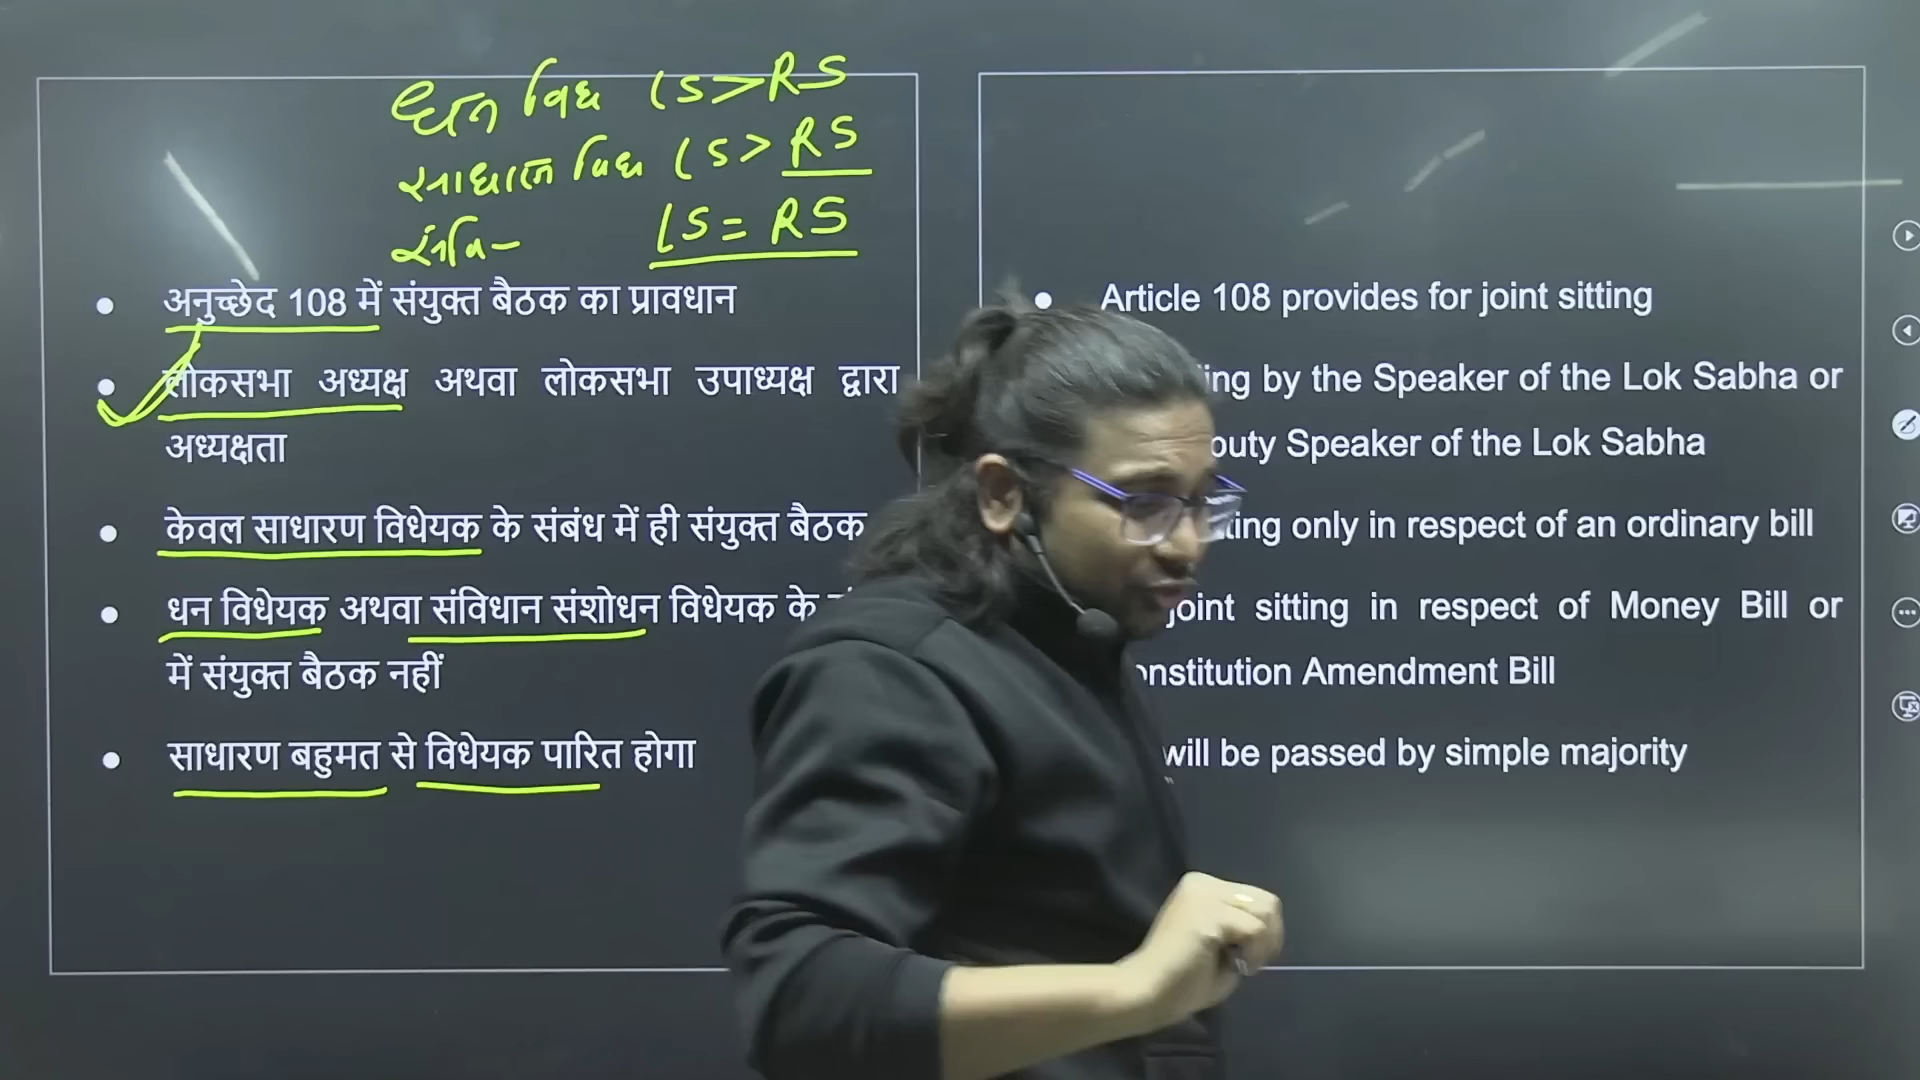 धन विध LS>RS
साधारण विध LS>RS
संवि- LS=RS
• अनुच्छेद 108 में संयुक्त बैठक का प्रावधान
• लोकसभा अध्यक्ष अथवा लोकसभा उपाध्यक्ष द्वारा
अध्यक्षता
• केवल साधारण विधेयक के संबंध में ही संयुक्त बैठक
• धन विधेयक अथवा संविधान संशोधन विधेयक के
में संयुक्त बैठक नहीं
• साधारण बहुमत से विधेयक पारित होगा
• Article 108 provides for joint sitting
by the Speaker of the Lok Sabha or
Speaker of the Lok Sabha
only in respect of an ordinary bill
joint sitting in respect of Money Bill or
Amendment Bill
will be passed by simple majority